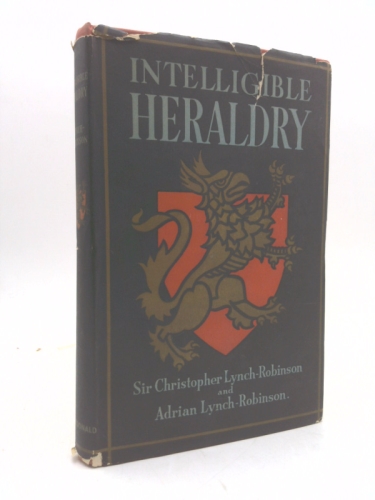 INTELLIGIBLE
HERALDRY
Sir Christopher Lynch-Robinson
and
Adrian Lynch-Robinson.